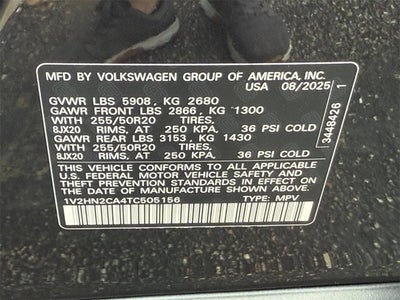 MFD BY VOLKSWAGEN GROUP OF AMERICA, INC.
USA 08/2025
GVWR LBS 5908, KG 2680
GAWR FRONT LBS 2866, KG 1300
WITH 255/50R20 TIRES,
8JX20 RIMS, AT 250 KPA, 36 PSI COLD
GAWR REAR LBS 3153, KG 1430
WITH 255/50R20 TIRES,
8JX20 RIMS, AT 250 KPA, 36 PSI COLD
THIS VEHICLE CONFORMS TO ALL APPLICABLE
FEDERAL MOTOR VEHICLE SAFETY AND
THEFT PREVENTION STANDARDS IN EFFECT ON
THE DATE OF MANUFACTURE SHOWN ABOVE.
1V2HN2CA4TC505156 TYPE: MPV
3448426 1